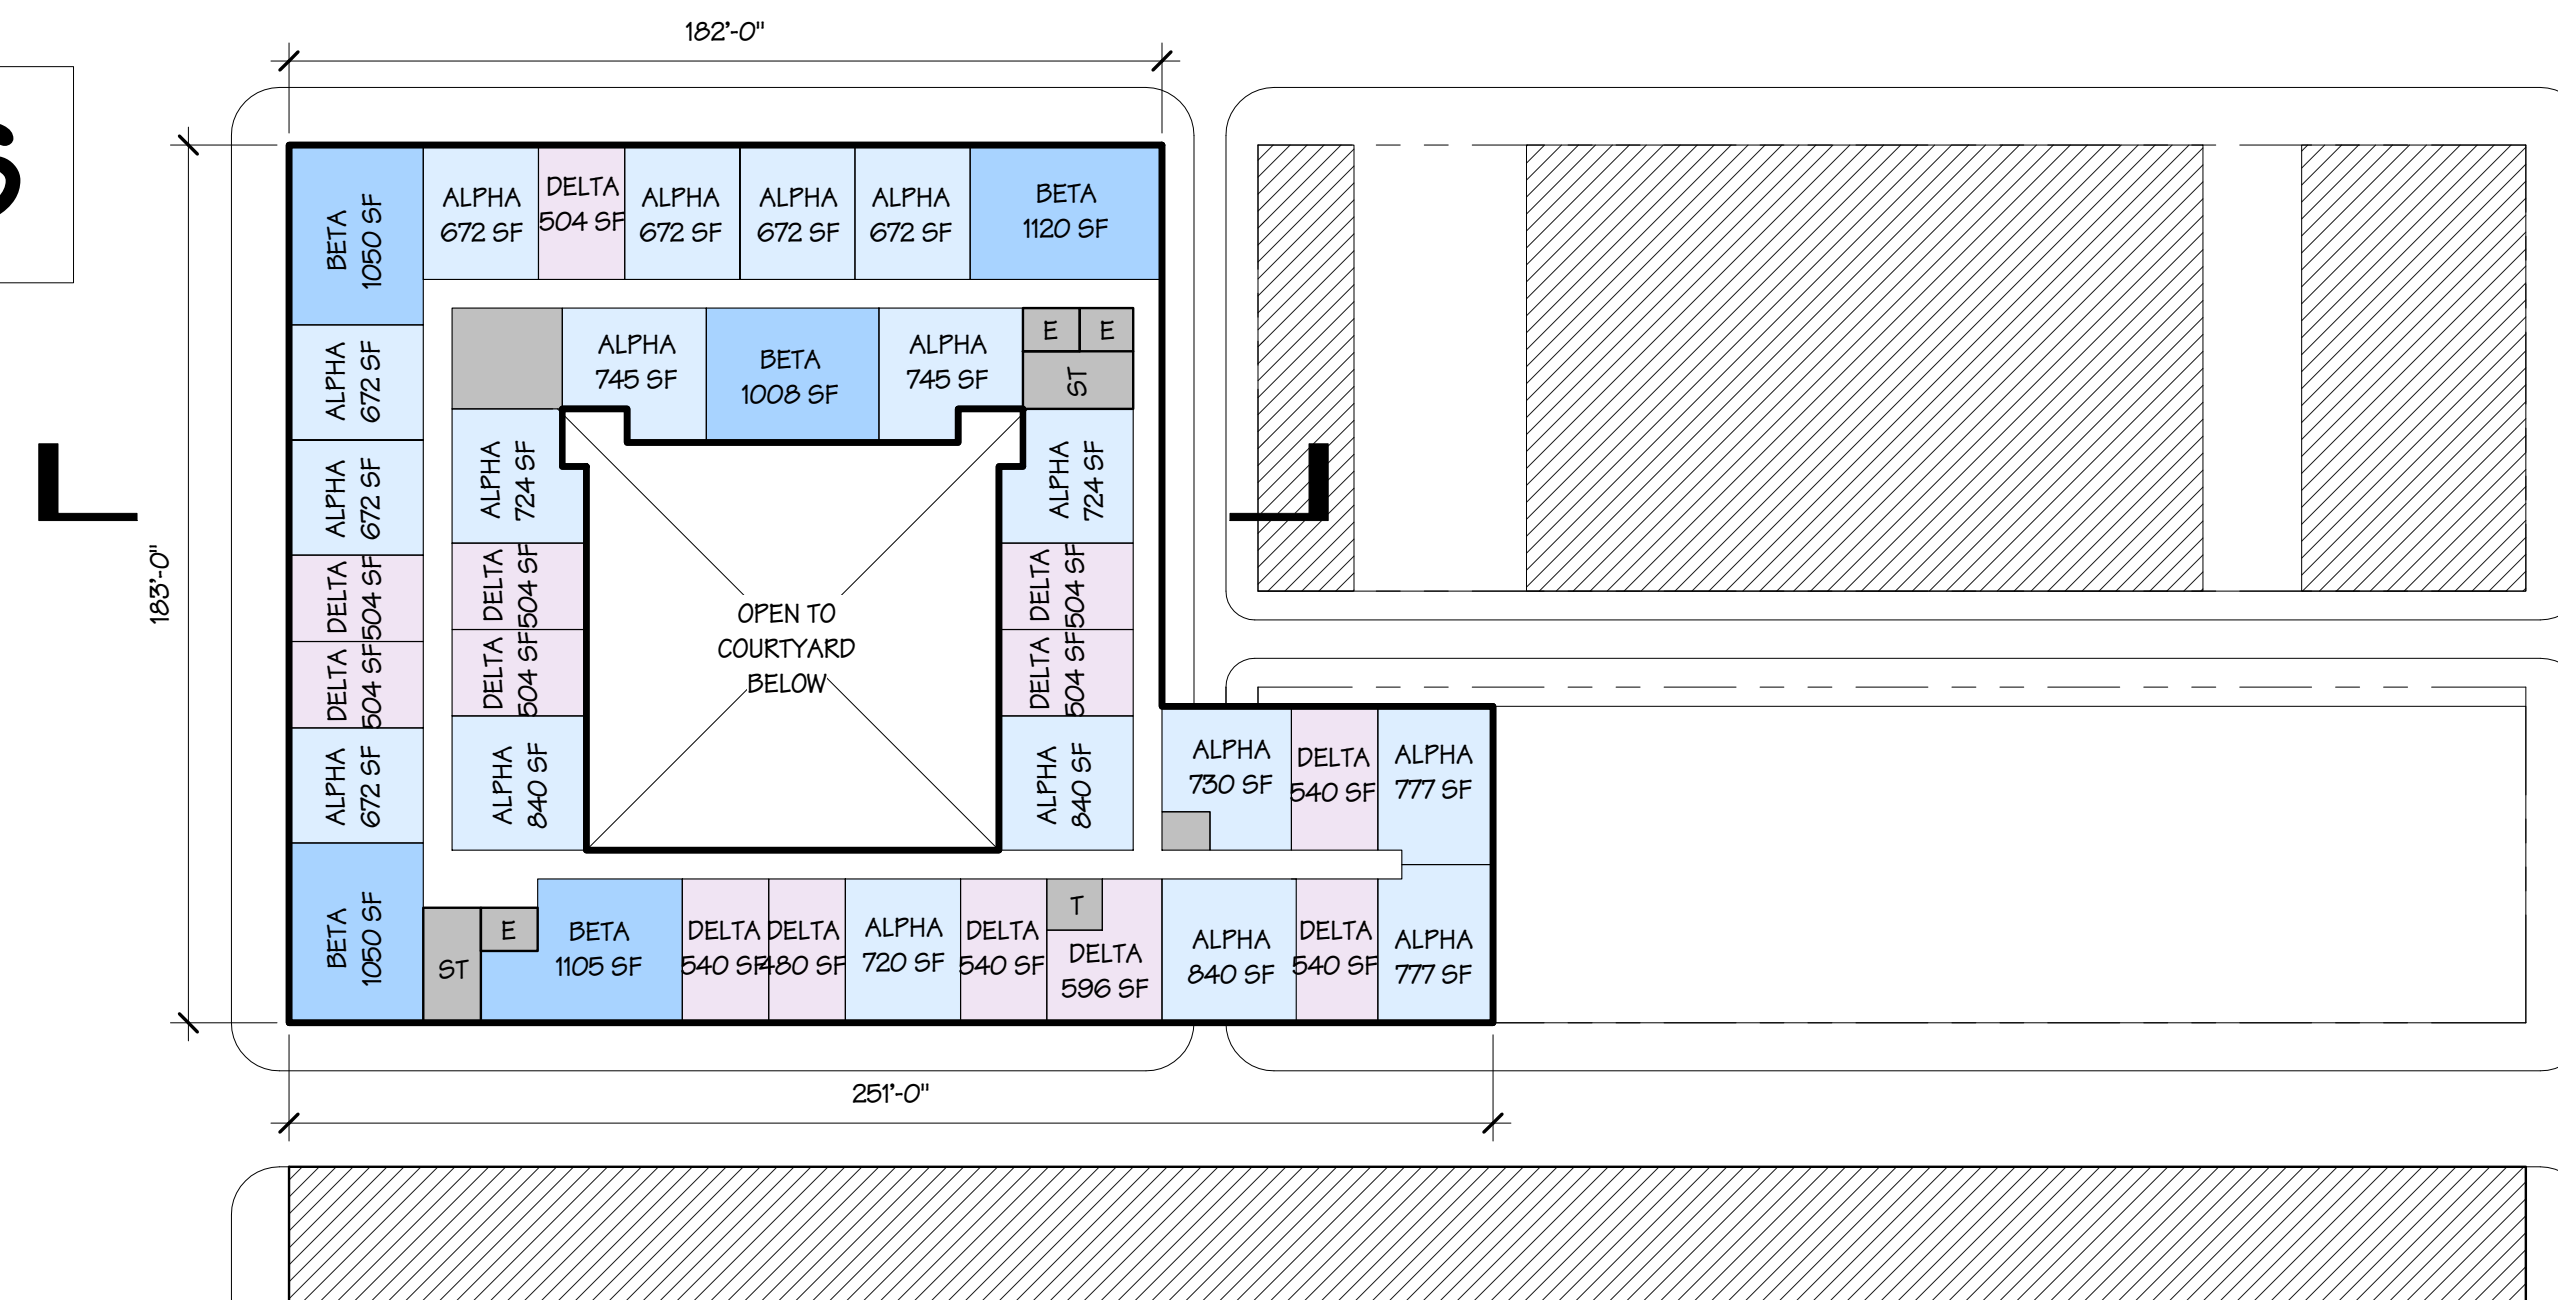 182'-0"
S
BETA
1050 SF
ALPHA
672 SF
DELTA
504 SF
ALPHA
672 SF
ALPHA
672 SF
ALPHA
672 SF
BETA
1120 SF
ALPHA
745 SF
BETA
1008 SF
ALPHA
745 SF
E
E
ST
ALPHA
672 SF
ALPHA
672 SF
DELTA
504 SF
DELTA
504 SF
ALPHA
672 SF
BETA
1050 SF
183'-0"
ALPHA
724 SF
DELTA
504 SF
DELTA
504 SF
ALPHA
840 SF
OPEN TO
COURTYARD
BELOW
ALPHA
724 SF
DELTA
504 SF
DELTA
504 SF
ALPHA
840 SF
ALPHA
730 SF
DELTA
540 SF
ALPHA
777 SF
ST
E
BETA
1105 SF
DELTA
540 SF
DELTA
480 SF
ALPHA
720 SF
DELTA
540 SF
T
DELTA
596 SF
ALPHA
840 SF
DELTA
540 SF
ALPHA
777 SF
251'-0"